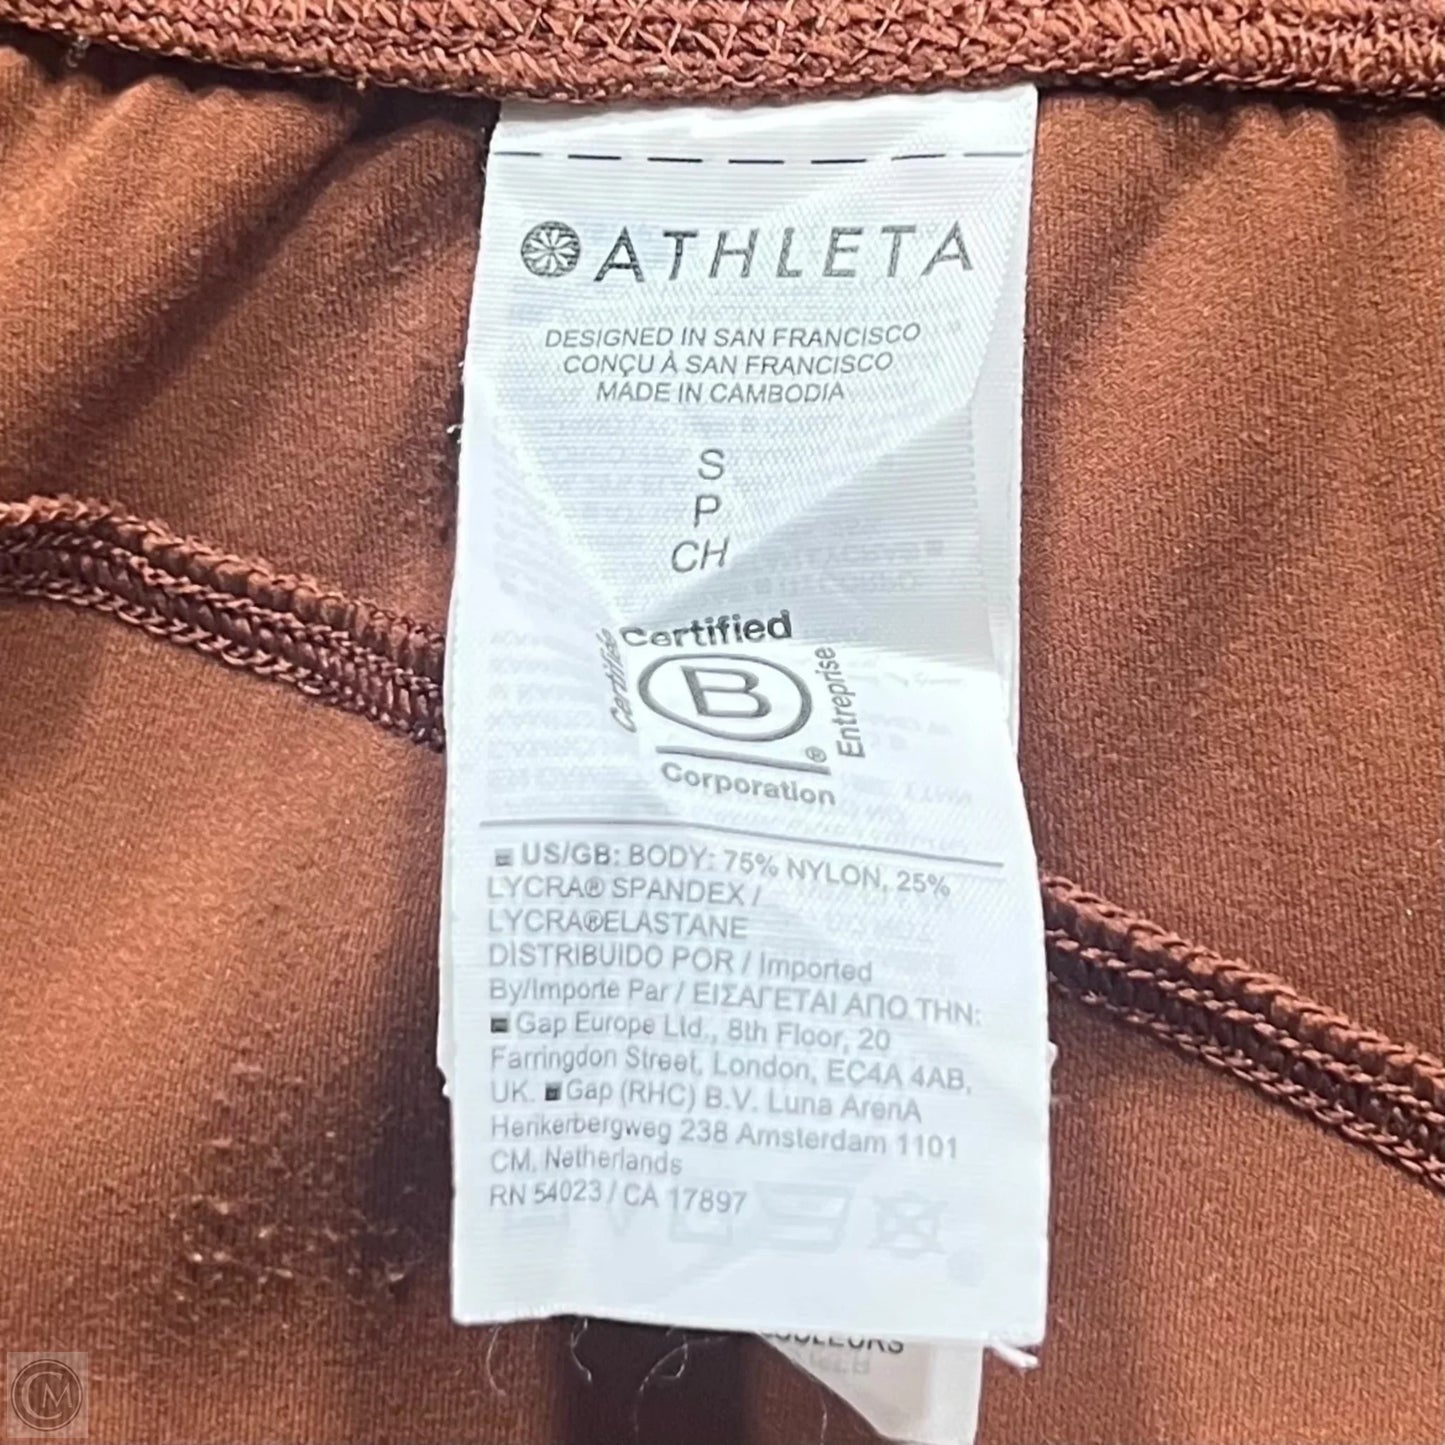 ATHLETA
DESIGNED IN SAN FRANCISCO
CONÇU À SAN FRANCISCO
MADE IN CAMBODIA
S
P
CH
Certified
Certifiée
B
Entreprise
®
Corporation
US/GB: BODY: 75% NYLON, 25%
LYCRA® SPANDEX /
LYCRA®ELASTANE
DISTRIBUIDO POR / Imported
By/Importe Par / ΕΙΣΑΓΕΤΑΙ ΑΠΟ ΤΗΝ:
Gap Europe Ltd., 8th Floor, 20
Farringdon Street, London, EC4A 4AB,
UK. Gap (RHC) B.V. Luna ArenA
Herikerbergweg 238 Amsterdam 1101
CM, Netherlands
RN 54023 / CA 17897
COULEURS
CM